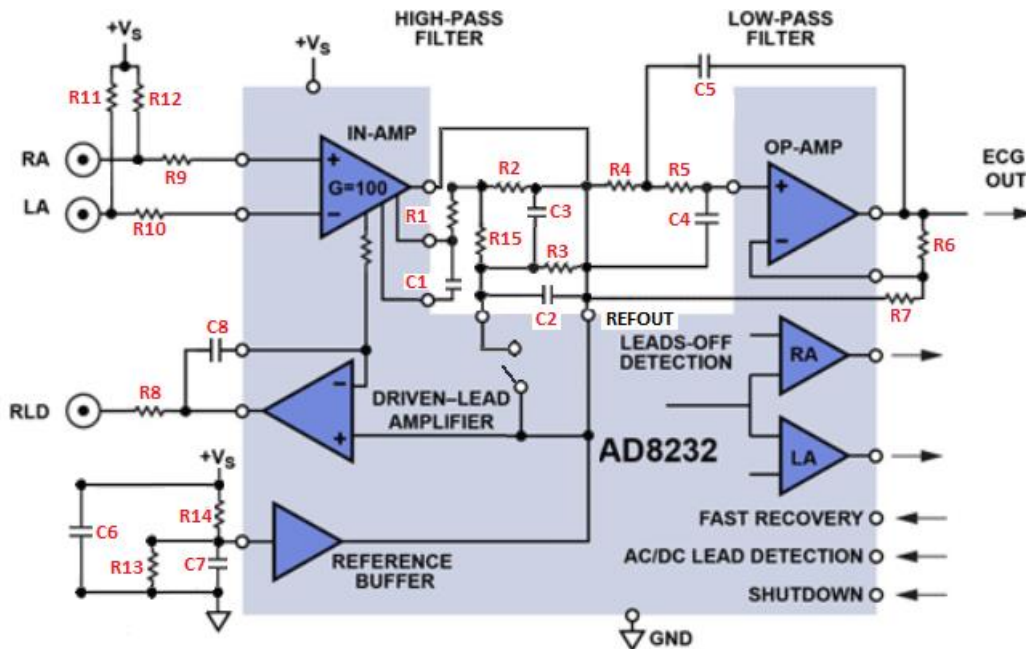 HIGH-PASS
FILTER
LOW-PASS
FILTER
+VS
+VS
C5
R11
R12
IN-AMP
OP-AMP
ECG
OUT
RA
+
R9
G=100
R2
R4
R5
+
LA
–
R10
R1
C3
C4
R15
R3
–
R6
C1
C2
R7
REFOUT
C8
LEADS-OFF
DETECTION
RA
–
R8
RLD
DRIVEN–LEAD
AMPLIFIER
+
AD8232
LA
+VS
R14
C6
FAST RECOVERY
R13
C7
REFERENCE
BUFFER
AC/DC LEAD DETECTION
SHUTDOWN
GND